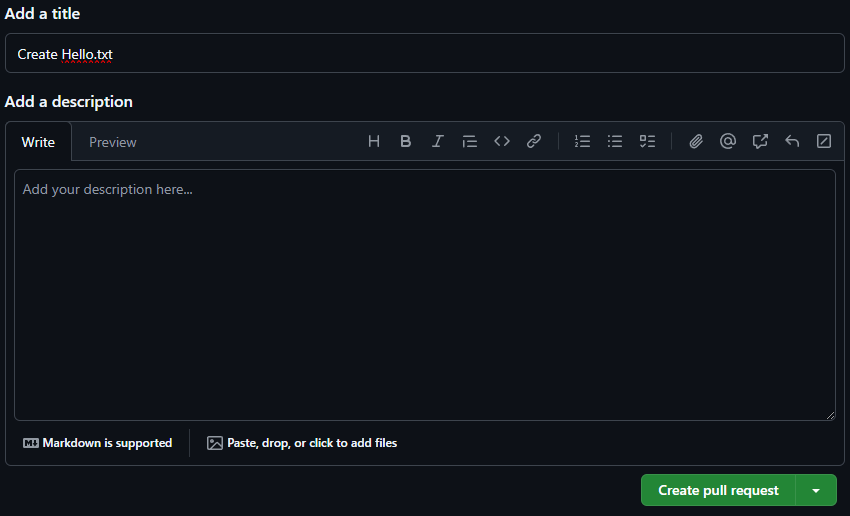 Add a title
Create Hello.txt
Add a description
Write Preview
Add your description here...
Markdown is supported Paste, drop, or click to add files
Create pull request